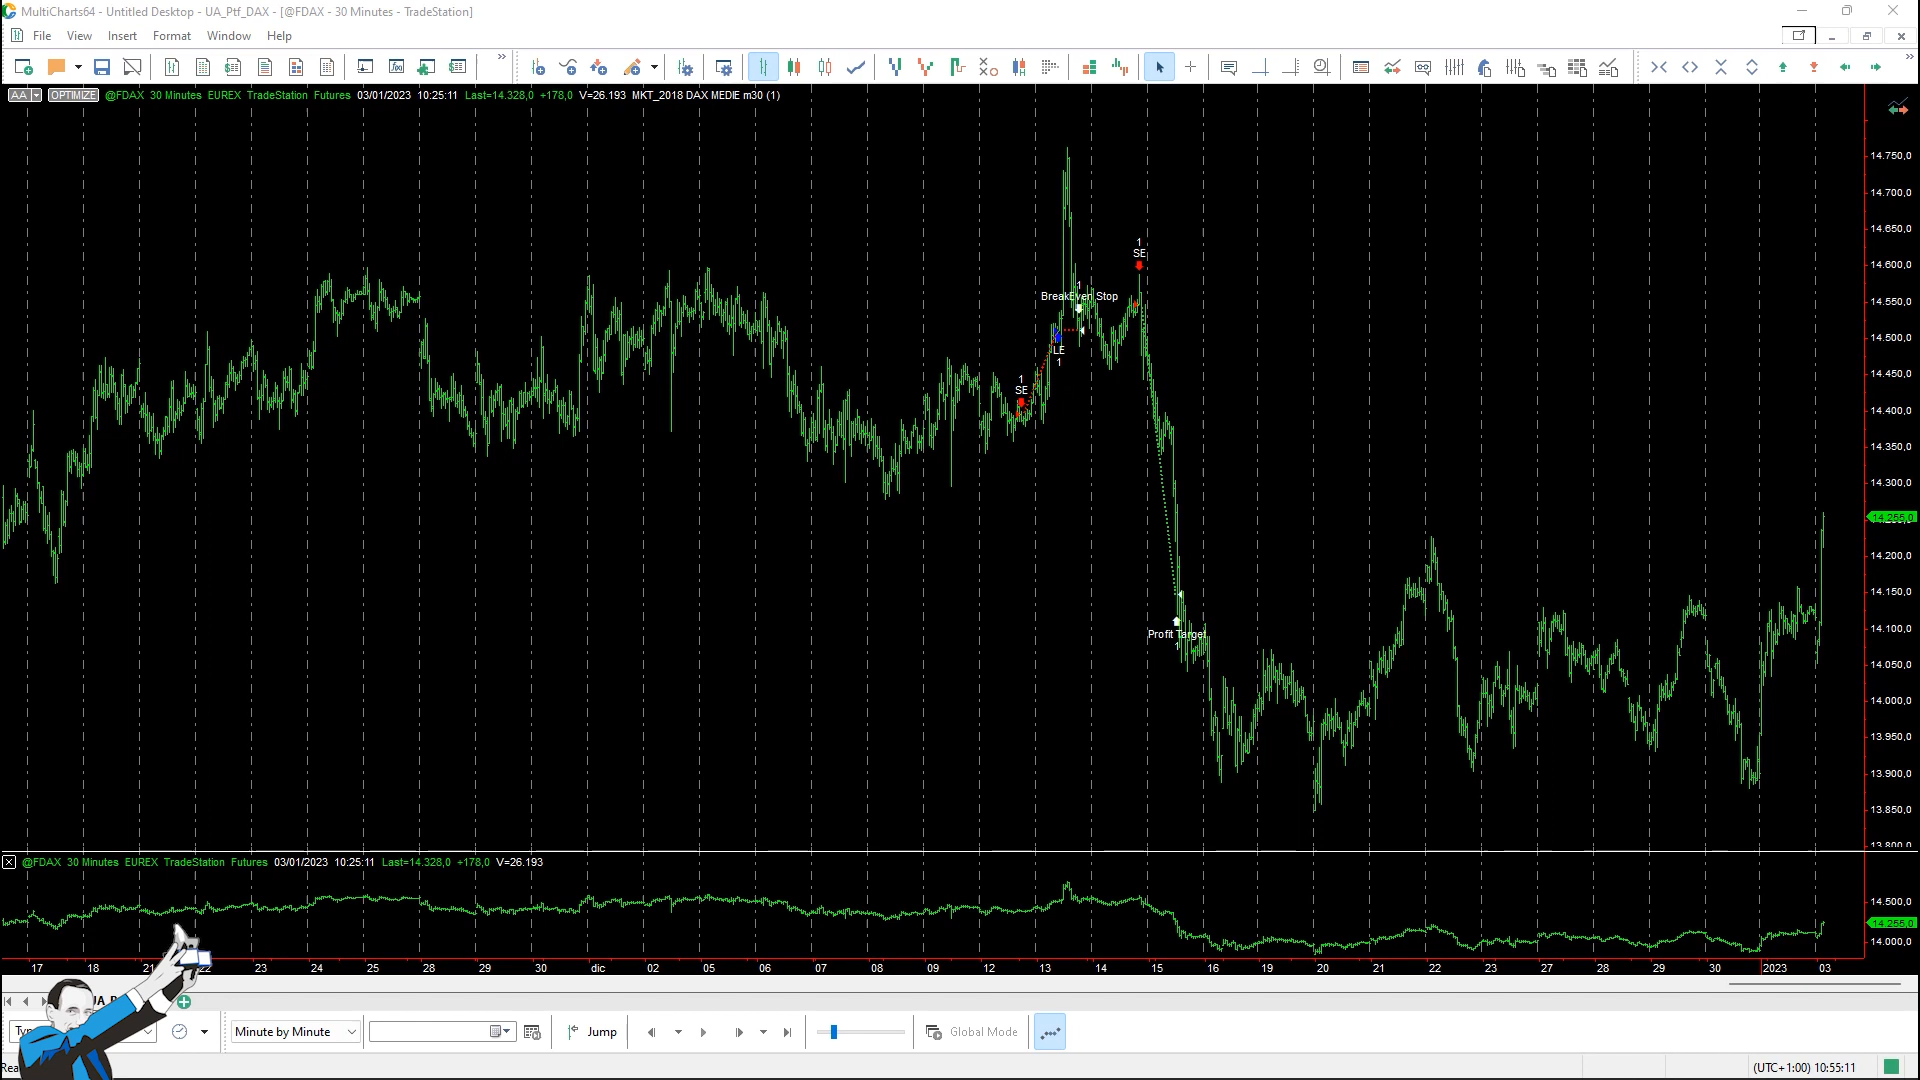 MultiCharts64 - Untitled Desktop - UA_Ptf_DAX - [@FDAX - 30 Minutes - TradeStation]
File View Insert Format Window Help
AA OPTIMIZE @FDAX 30 Minutes EUREX TradeStation Futures 03/01/2023 10:25:11 Last=14.328,0 +178,0 V=26.193 MKT_2018 DAX MEDIE m30 (1)
14.750,0
14.700,0
14.650,0
1
SE
14.600,0
1
BreakEven Stop
14.550,0
14.500,0
LE
1
14.450,0
1
SE
14.400,0
14.350,0
14.300,0
14.255,0
14.200,0
14.150,0
14.100,0
Profit Target
1
14.050,0
14.000,0
13.950,0
13.900,0
13.850,0
13.800,0
@FDAX 30 Minutes EUREX TradeStation Futures 03/01/2023 10:25:11 Last=14.328,0 +178,0 V=26.193
14.500,0
14.255,0
14.000,0
17 18 21 22 23 24 25 28 29 30 dic 02 05 06 07 08 09 12 13 14 15 16 19 20 21 22 23 27 28 29 30 2023 03
Minute by Minute Jump Global Mode
(UTC+1:00) 10:55:11